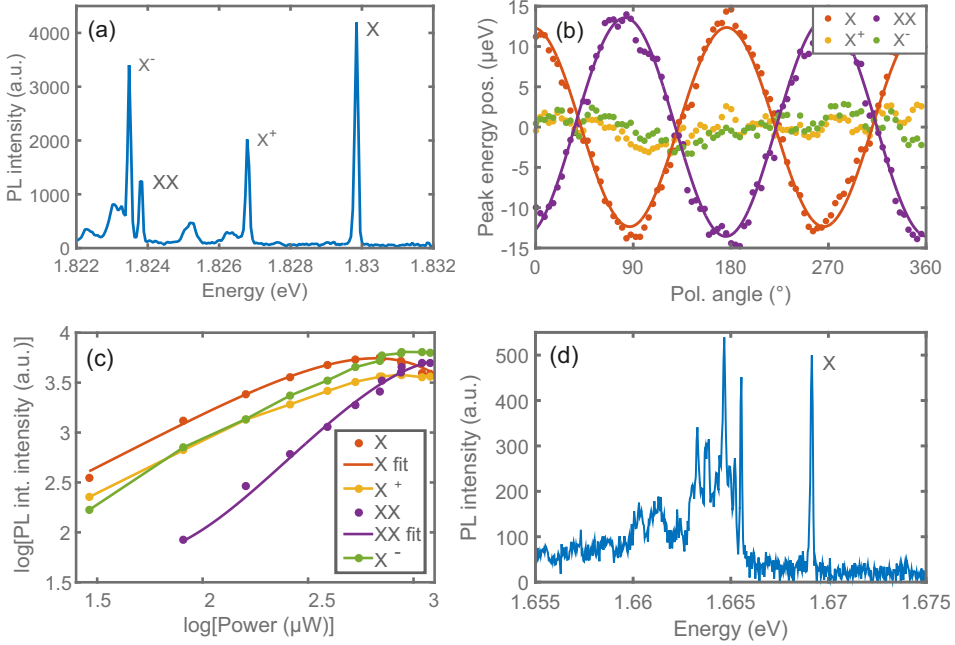 (a)
PL intensity (a.u.)
4000
3000
2000
1000
0
X⁻
XX
X⁺
X
1.822
1.824
1.826
1.828
1.83
1.832
Energy (eV)
(b)
Peak energy pos. (µeV)
15
10
5
0
-5
-10
-15
X
XX
X⁺
X⁻
0
90
180
270
360
Pol. angle (°)
(c)
log[PL int. intensity (a.u.)]
4
3.5
3
2.5
2
1.5
X
X fit
X⁺
XX
XX fit
X⁻
1.5
2
2.5
3
log[Power (µW)]
(d)
PL intensity (a.u.)
500
400
300
200
100
0
X
1.655
1.66
1.665
1.67
1.675
Energy (eV)